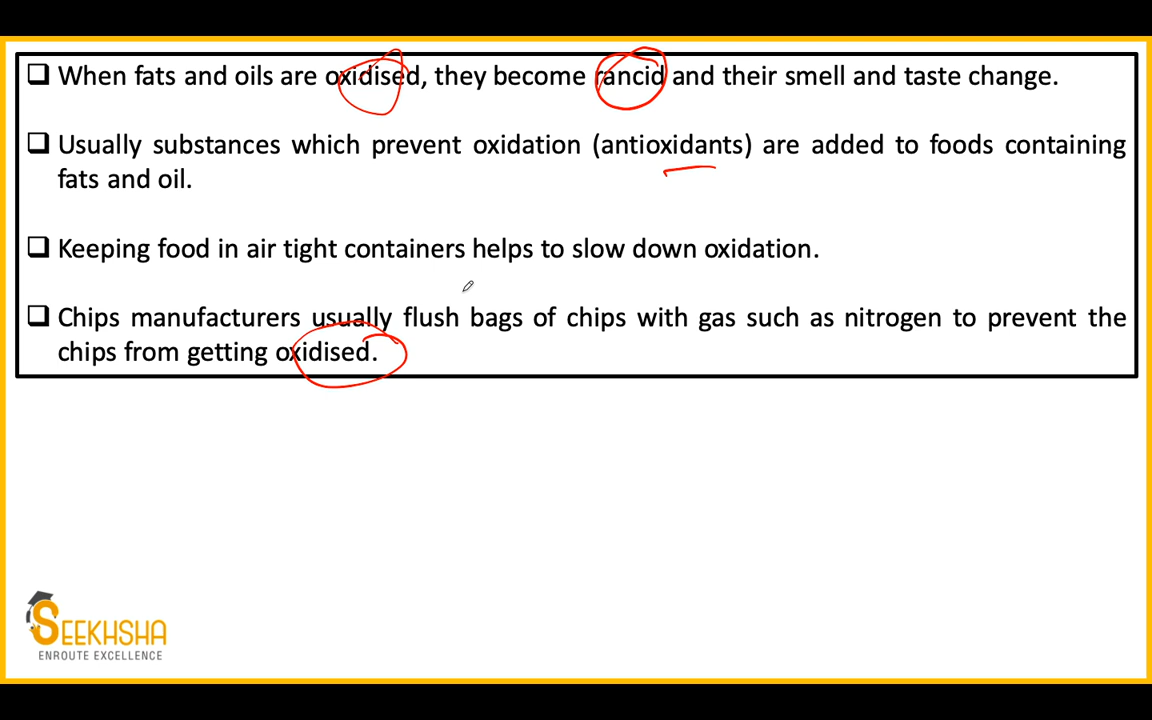 ❑ When fats and oils are oxidised, they become rancid and their smell and taste change.
❑ Usually substances which prevent oxidation (antioxidants) are added to foods containing
fats and oil.
❑ Keeping food in air tight containers helps to slow down oxidation.
❑ Chips manufacturers usually flush bags of chips with gas such as nitrogen to prevent the
chips from getting oxidised.
SEEKHSHA
ENROUTE EXCELLENCE